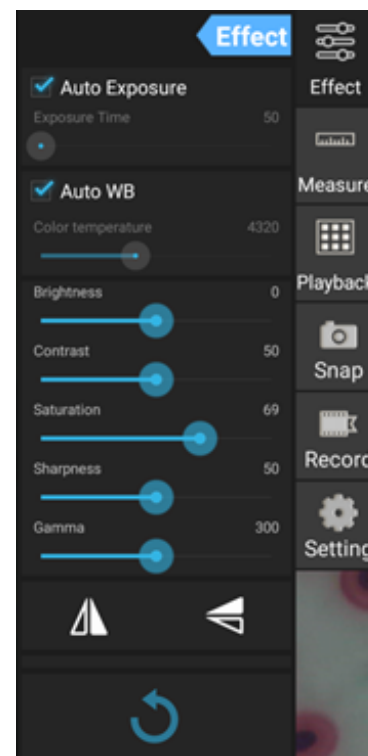 Effect
Auto Exposure
Exposure Time 50
Auto WB
Color temperature 4320
Brightness 0
Contrast 50
Saturation 69
Sharpness 50
Gamma 300
Effect
Measure
Playback
Snap
Record
Setting